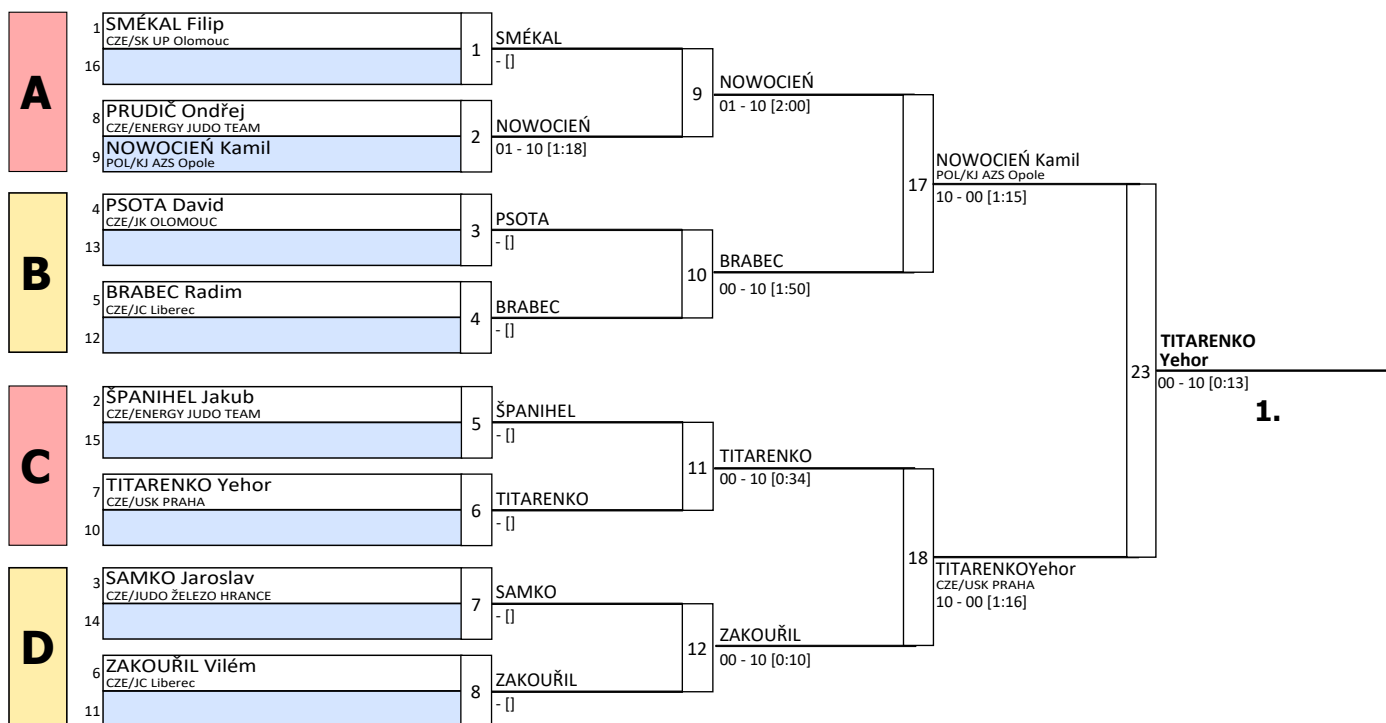 A
1 SMÉKAL Filip
CZE/SK UP Olomouc
16
1
SMÉKAL
- []
8 PRUDIČ Ondřej
CZE/ENERGY JUDO TEAM
9 NOWOCIEŃ Kamil
POL/KJ AZS Opole
2
NOWOCIEŃ
01 - 10 [1:18]
9
NOWOCIEŃ
01 - 10 [2:00]
B
4 PSOTA David
CZE/JK OLOMOUC
13
3
PSOTA
- []
5 BRABEC Radim
CZE/JC Liberec
12
4
BRABEC
- []
10
BRABEC
00 - 10 [1:50]
17
NOWOCIEŃ Kamil
POL/KJ AZS Opole
10 - 00 [1:15]
C
2 ŠPANIHEL Jakub
CZE/ENERGY JUDO TEAM
15
5
ŠPANIHEL
- []
7 TITARENKO Yehor
CZE/USK PRAHA
10
6
TITARENKO
- []
11
TITARENKO
00 - 10 [0:34]
D
3 SAMKO Jaroslav
CZE/JUDO ŽELEZO HRANCE
14
7
SAMKO
- []
6 ZAKOUŘIL Vilém
CZE/JC Liberec
11
8
ZAKOUŘIL
- []
12
ZAKOUŘIL
00 - 10 [0:10]
18
TITARENKOYehor
CZE/USK PRAHA
10 - 00 [1:16]
23
TITARENKO
Yehor
00 - 10 [0:13]
1.